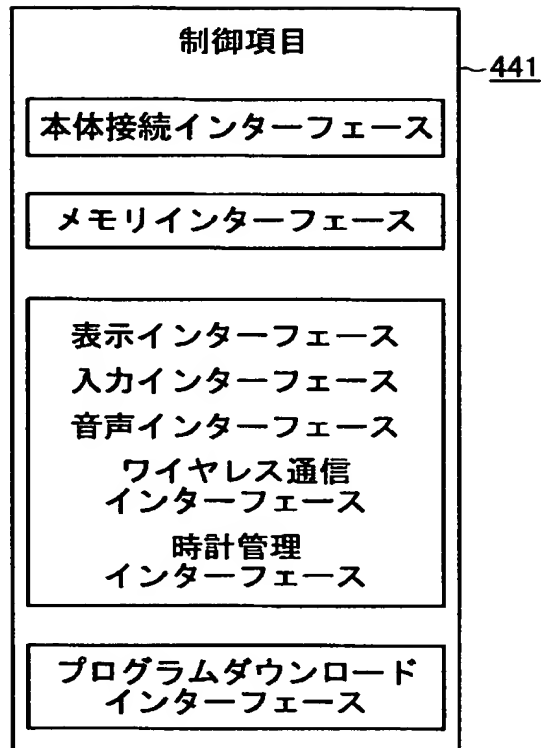 制御項目
441
本体接続インターフェース
メモリインターフェース
表示インターフェース
入力インターフェース
音声インターフェース
ワイヤレス通信
インターフェース
時計管理
インターフェース
プログラムダウンロード
インターフェース